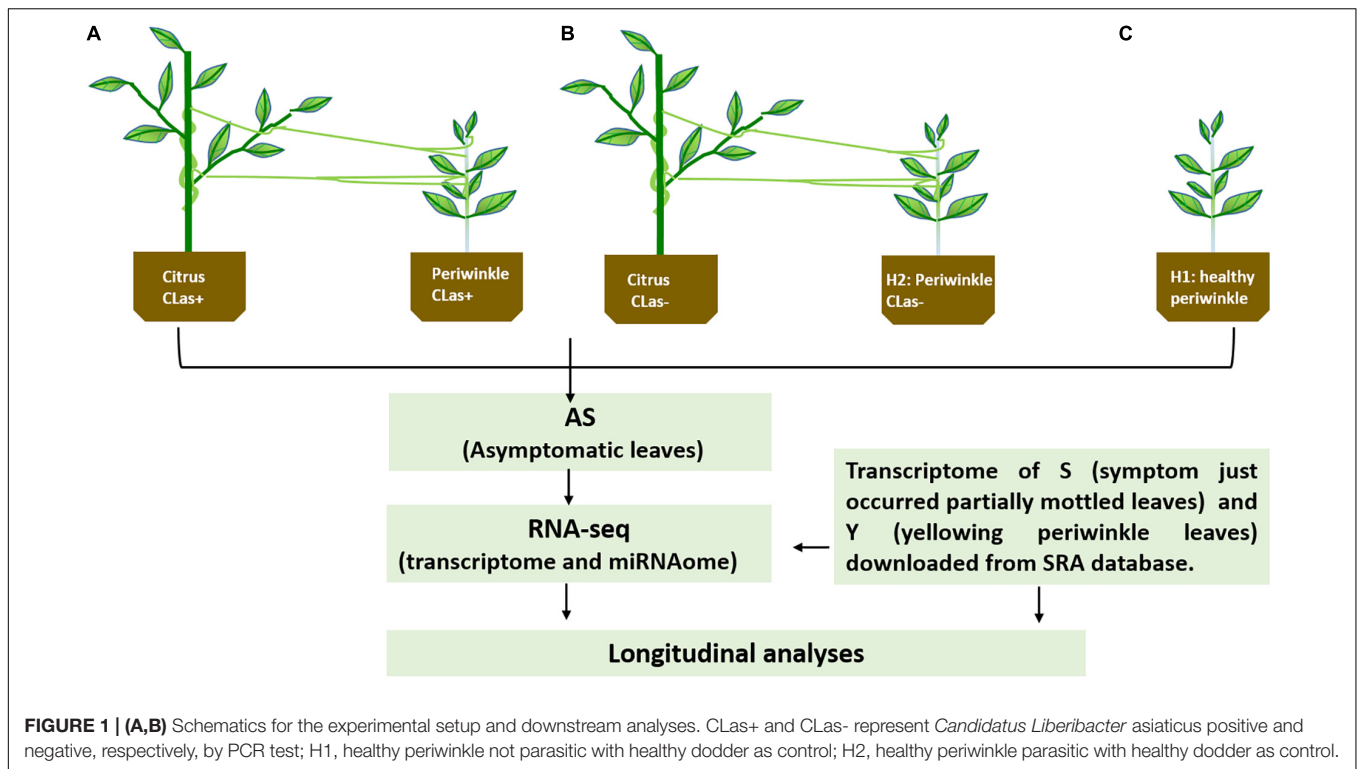 A
B
C
Citrus
CLas+
Periwinkle
CLas+
Citrus
CLas-
H2: Periwinkle
CLas-
H1: healthy
periwinkle
AS
(Asymptomatic leaves)
RNA-seq
(transcriptome and miRNAome)
Transcriptome of S (symptom just
occurred partially mottled leaves) and
Y (yellowing periwinkle leaves)
downloaded from SRA database.
Longitudinal analyses
FIGURE 1 | (A,B) Schematics for the experimental setup and downstream analyses. CLas+ and CLas- represent Candidatus Liberibacter asiaticus positive and
negative, respectively, by PCR test; H1, healthy periwinkle not parasitic with healthy dodder as control; H2, healthy periwinkle parasitic with healthy dodder as control.